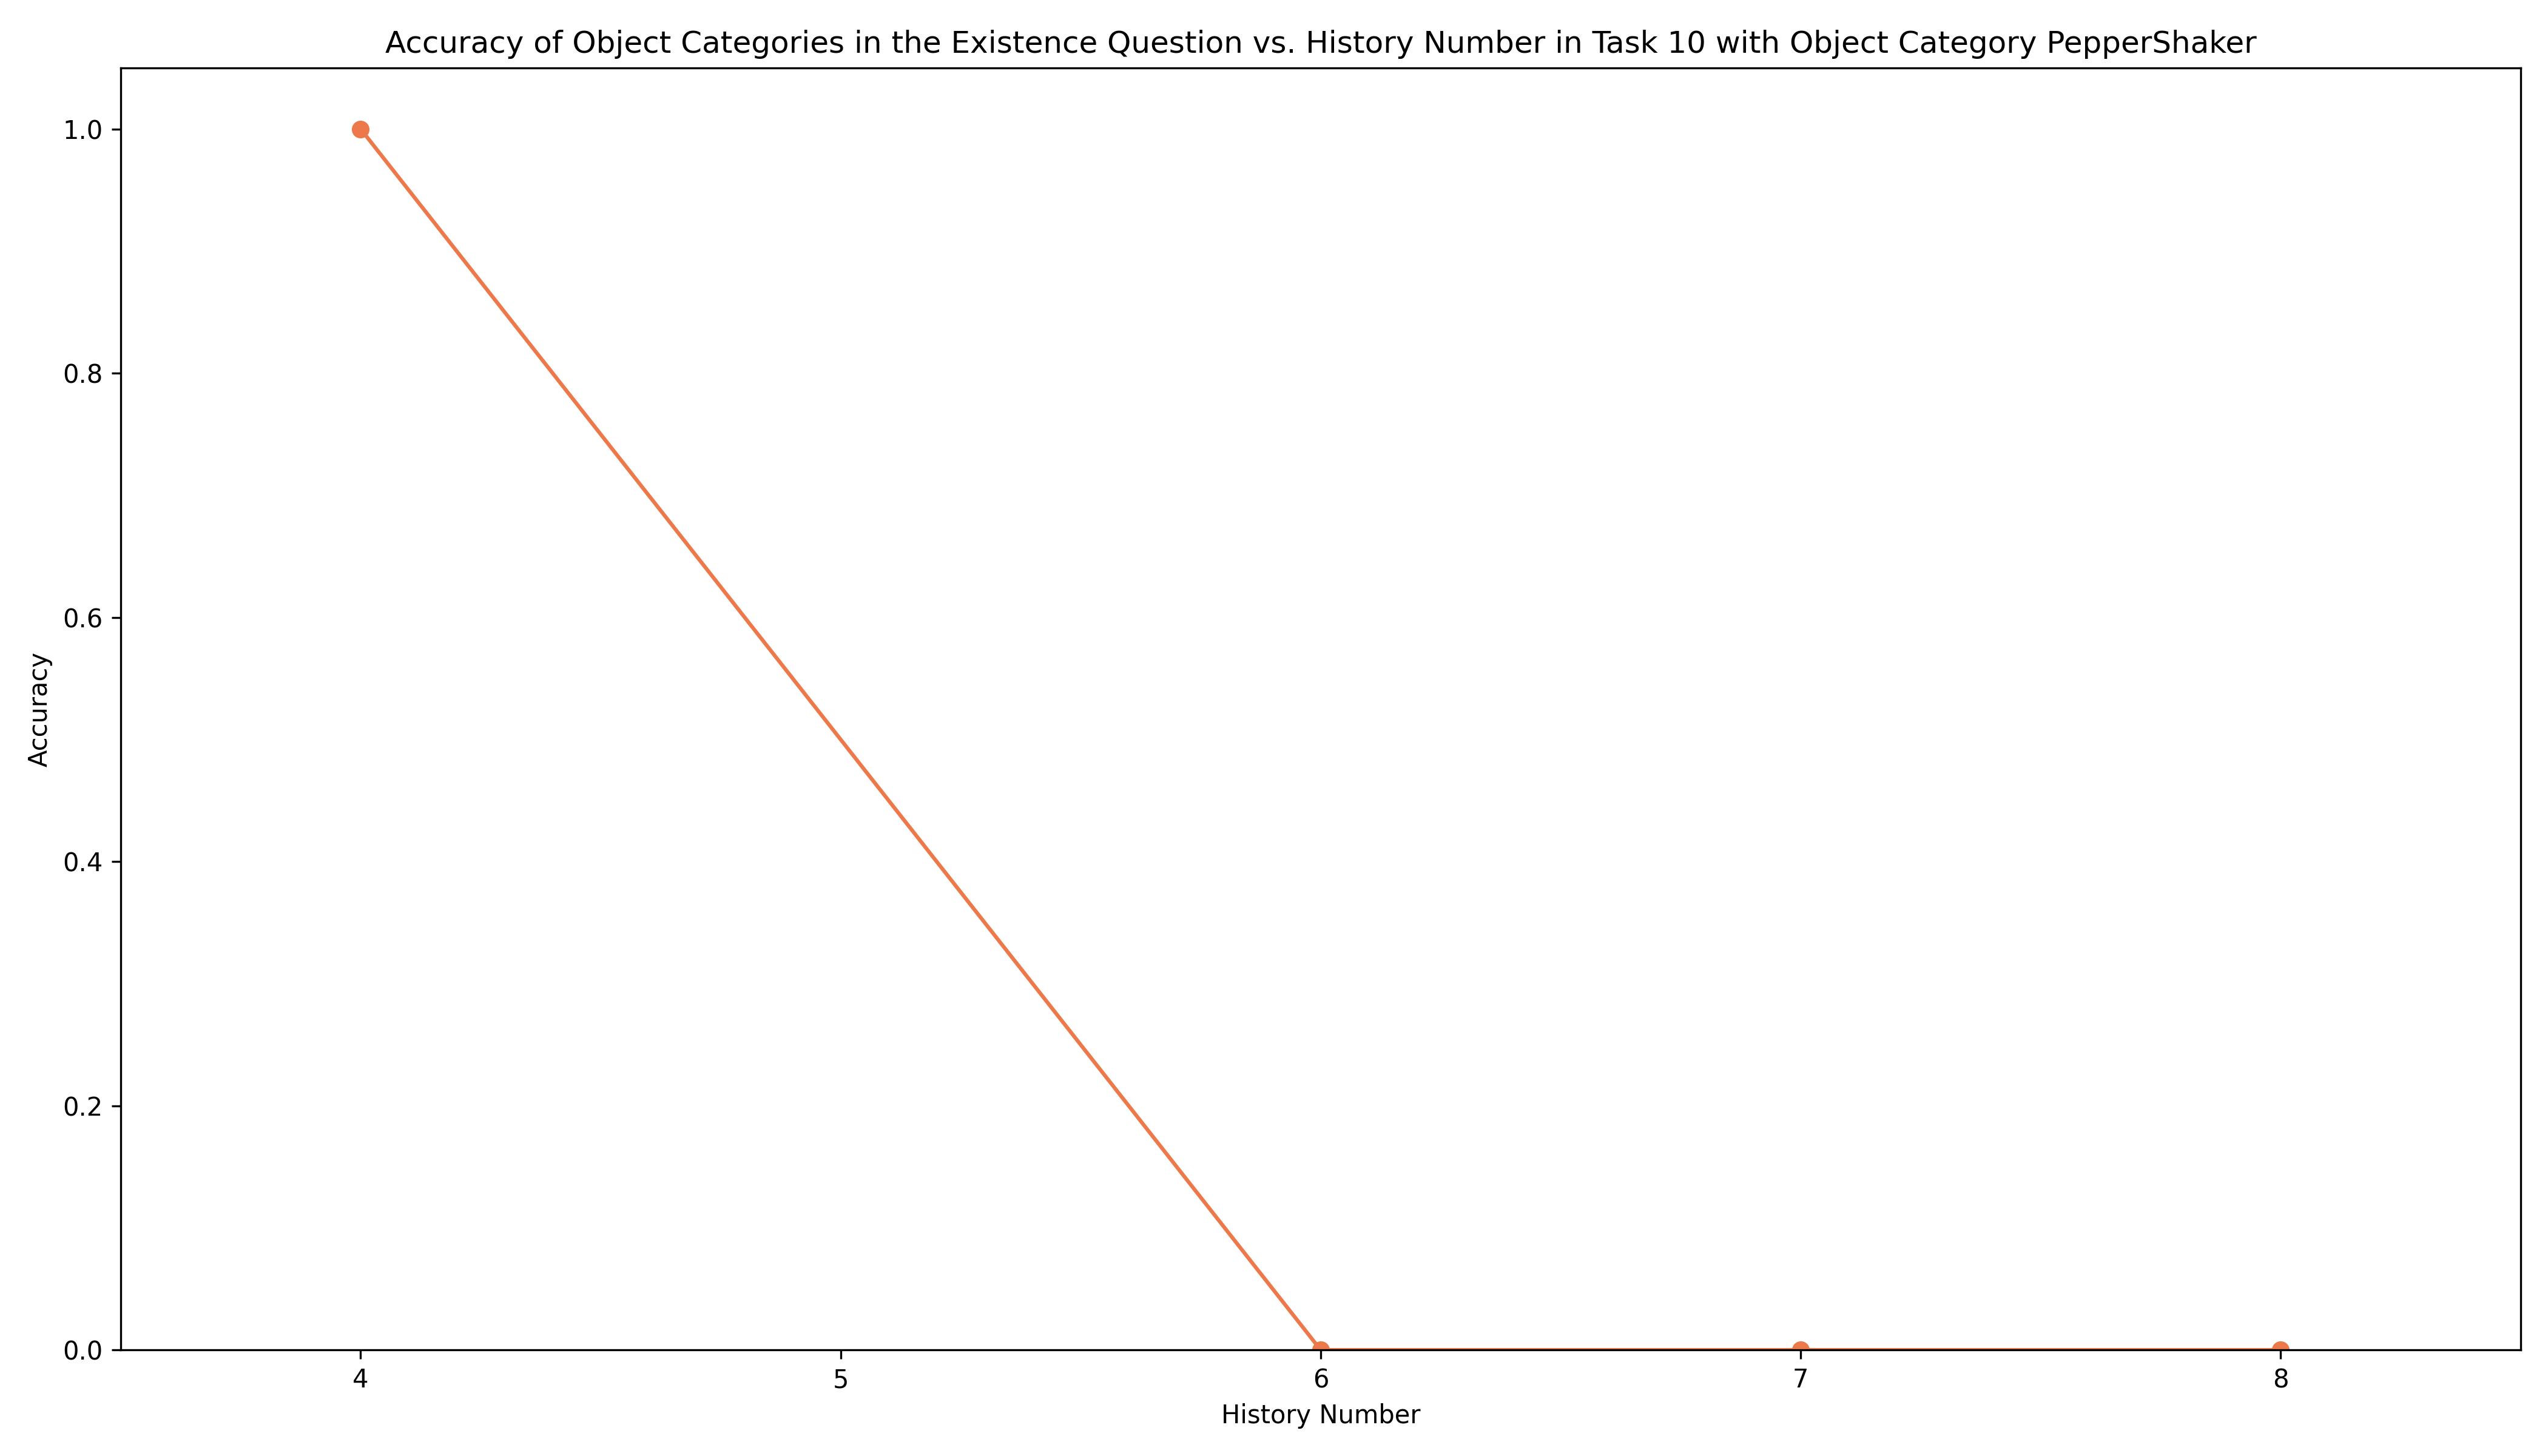 Accuracy of Object Categories in the Existence Question vs. History Number in Task 10 with Object Category PepperShaker
1.0
0.8
0.6
0.4
0.2
0.0
Accuracy
4 5 6 7 8
History Number